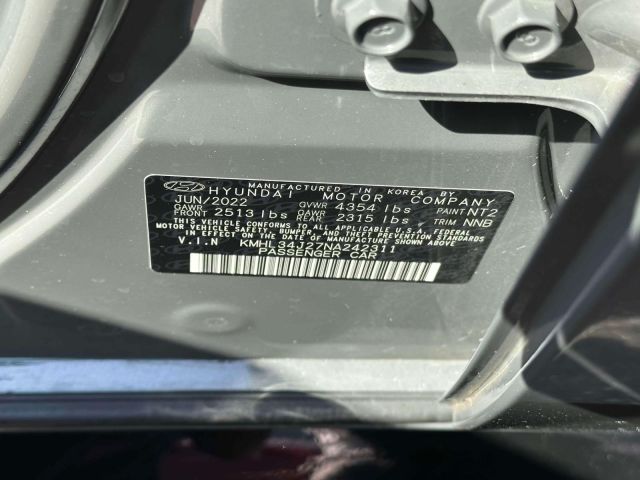 MANUFACTURED IN KOREA BY
HYUNDAI MOTOR COMPANY
JUN/2022 GVWR 4354 lbs PAINT NT2
GAWR FRONT 2513 lbs GAWR REAR 2315 lbs TRIM NNB
THIS VEHICLE CONFORMS TO ALL APPLICABLE U.S.A. FEDERAL
MOTOR VEHICLE SAFETY, BUMPER, AND THEFT PREVENTION STANDARDS
IN EFFECT ON THE DATE OF MANUFACTURE SHOWN ABOVE.
V.I.N KMHL34J27NA242311
PASSENGER CAR